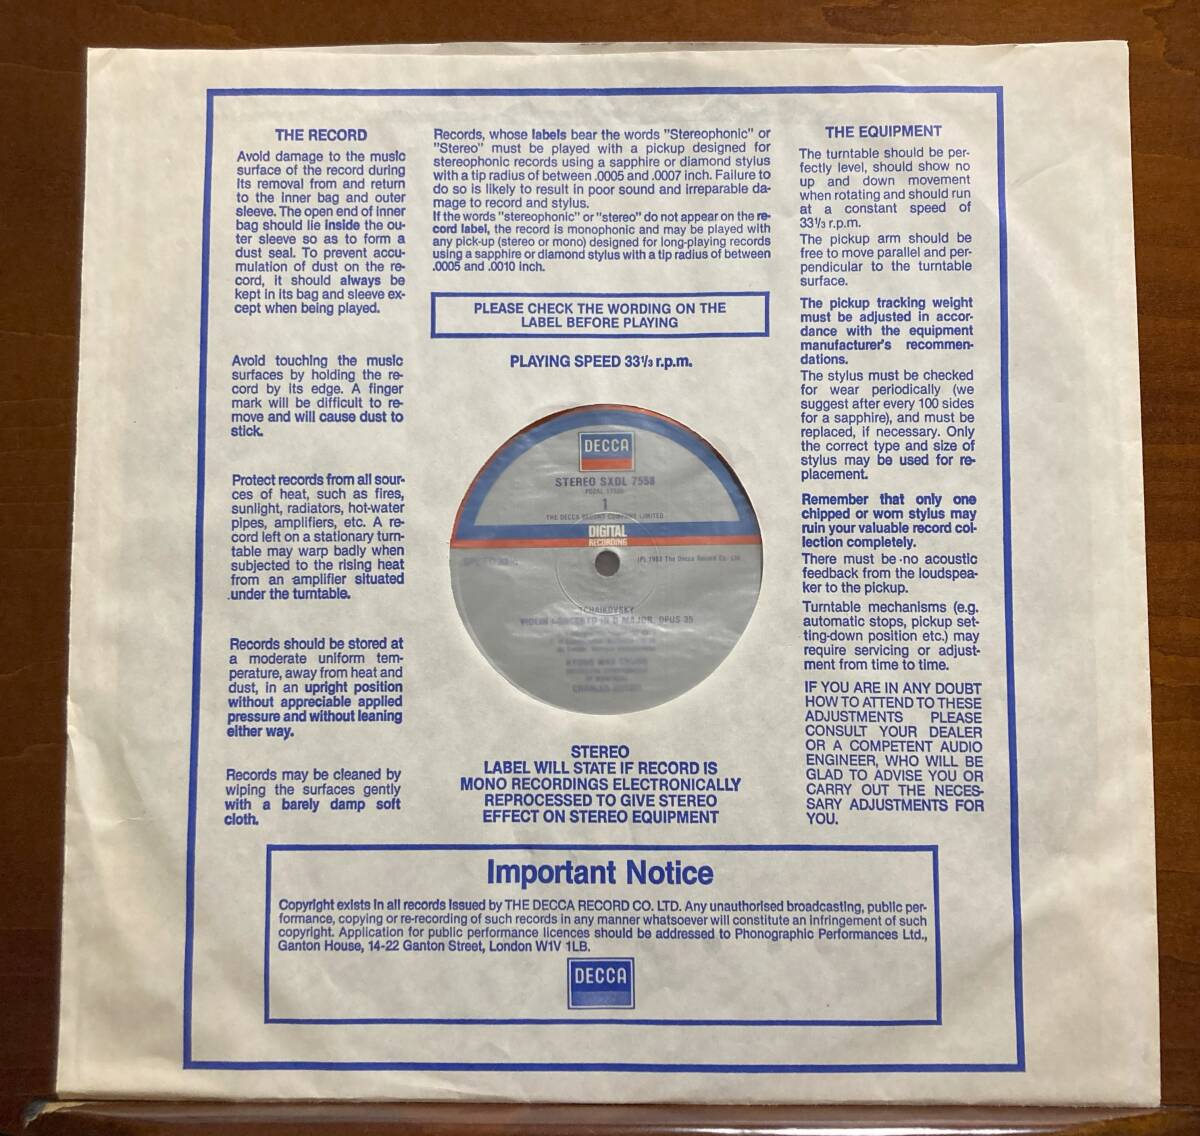 THE RECORD
Avoid damage to the music
surface of the record during
its removal from and return
to the inner bag and outer
sleeve. The open end of inner
bag should lie inside the ou-
ter sleeve so as to form a
dust seal. To prevent accu-
mulation of dust on the re-
cord, it should always be
kept in its bag and sleeve ex-
cept when being played.
Avoid touching the music
surfaces by holding the re-
cord by its edge. A finger
mark will be difficult to re-
move and will cause dust to
stick.
Protect records from all sour-
ces of heat, such as fires,
sunlight, radiators, hot-water
pipes, amplifiers, etc. A re-
cord left on a stationary turn-
table may warp badly when
subjected to the rising heat
from an amplifier situated
under the turntable.
Records should be stored at
a moderate uniform tem-
perature, away from heat and
dust, in an upright position
without appreciable applied
pressure and without leaning
either way.
Records may be cleaned by
wiping the surfaces gently
with a barely damp soft
cloth.
Records, whose labels bear the words "Stereophonic" or
"Stereo" must be played with a pickup designed for
stereophonic records using a sapphire or diamond stylus
with a tip radius of between .0005 and .0007 inch. Failure to
do so is likely to result in poor sound and irreparable da-
mage to record and stylus.
If the words "stereophonic" or "stereo" do not appear on the re-
cord label, the record is monophonic and may be played with
any pick-up (stereo or mono) designed for long-playing records
using a sapphire or diamond stylus with a tip radius of between
.0005 and .0010 inch.
PLEASE CHECK THE WORDING ON THE
LABEL BEFORE PLAYING
PLAYING SPEED 33⅓ r.p.m.
DECCA
STEREO SXDL 7558
1
THE DECCA RECORD COMPANY LIMITED
DIGITAL
RECORDING
(P) 1982 The Decca Record Co. Ltd.
TCHAIKOVSKY
VIOLIN CONCERTO IN D MAJOR, OPUS 35
STEREO
LABEL WILL STATE IF RECORD IS
MONO RECORDINGS ELECTRONICALLY
REPROCESSED TO GIVE STEREO
EFFECT ON STEREO EQUIPMENT
THE EQUIPMENT
The turntable should be per-
fectly level, should show no
up and down movement
when rotating and should run
at a constant speed of
33⅓ r.p.m.
The pickup arm should be
free to move parallel and per-
pendicular to the turntable
surface.
The pickup tracking weight
must be adjusted in accor-
dance with the equipment
manufacturer's recommen-
dations.
The stylus must be checked
for wear periodically (we
suggest after every 100 sides
for a sapphire), and must be
replaced, if necessary. Only
the correct type and size of
stylus may be used for re-
placement.
Remember that only one
chipped or worn stylus may
ruin your valuable record col-
lection completely.
There must be no acoustic
feedback from the loudspea-
ker to the pickup.
Turntable mechanisms (e.g.
automatic stops, pickup set-
ting-down position etc.) may
require servicing or adjust-
ment from time to time.
IF YOU ARE IN ANY DOUBT
HOW TO ATTEND TO THESE
ADJUSTMENTS PLEASE
CONSULT YOUR DEALER
OR A COMPETENT AUDIO
ENGINEER, WHO WILL BE
GLAD TO ADVISE YOU OR
CARRY OUT THE NECES-
SARY ADJUSTMENTS FOR
YOU.
Important Notice
Copyright exists in all records issued by THE DECCA RECORD CO. LTD. Any unauthorised broadcasting, public per-
formance, copying or re-recording of such records in any manner whatsoever will constitute an infringement of such
copyright. Application for public performance licences should be addressed to Phonographic Performances Ltd.,
Ganton House, 14-22 Ganton Street, London W1V 1LB.
DECCA